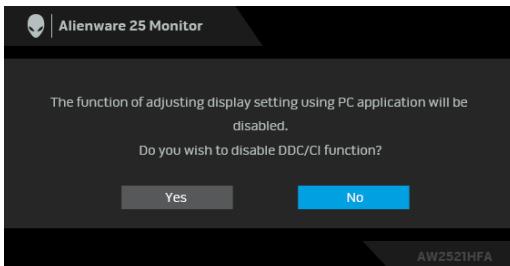 Alienware 25 Monitor
The function of adjusting display setting using PC application will be
disabled.
Do you wish to disable DDC/CI function?
Yes
No
AW2521HFA